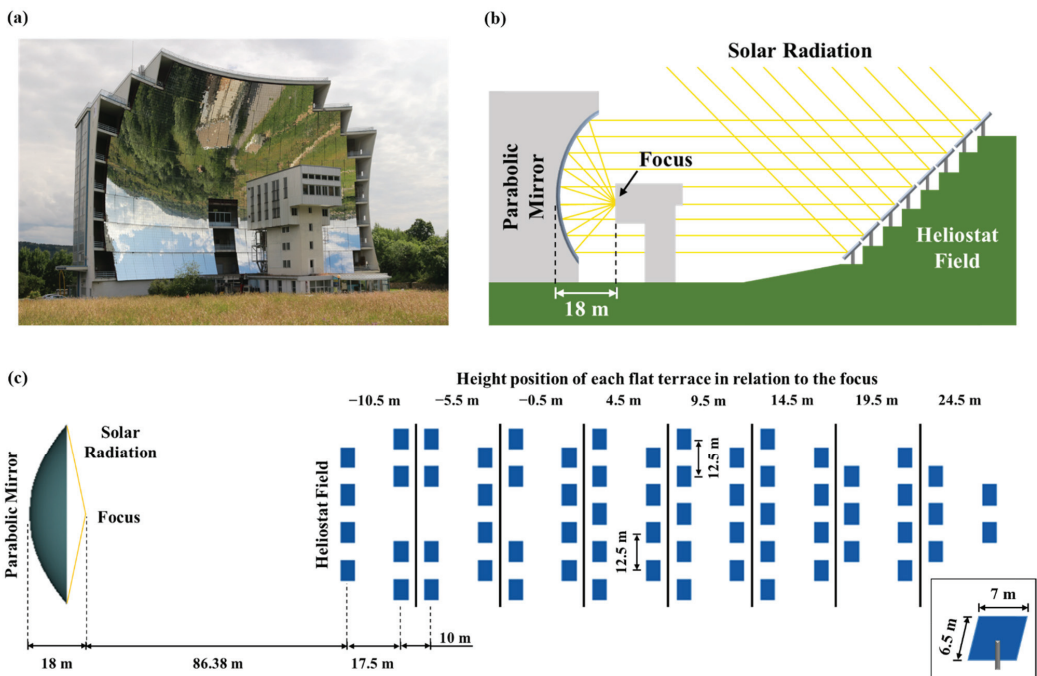 (a)
(b)
Solar Radiation
Focus
Parabolic
Mirror
Heliostat
Field
18 m
(c)
Height position of each flat terrace in relation to the focus
−10.5 m −5.5 m −0.5 m 4.5 m 9.5 m 14.5 m 19.5 m 24.5 m
Parabolic Mirror
Solar
Radiation
Focus
Heliostat Field
12.5 m
12.5 m
10 m
18 m 86.38 m 17.5 m
7 m
6.5 m